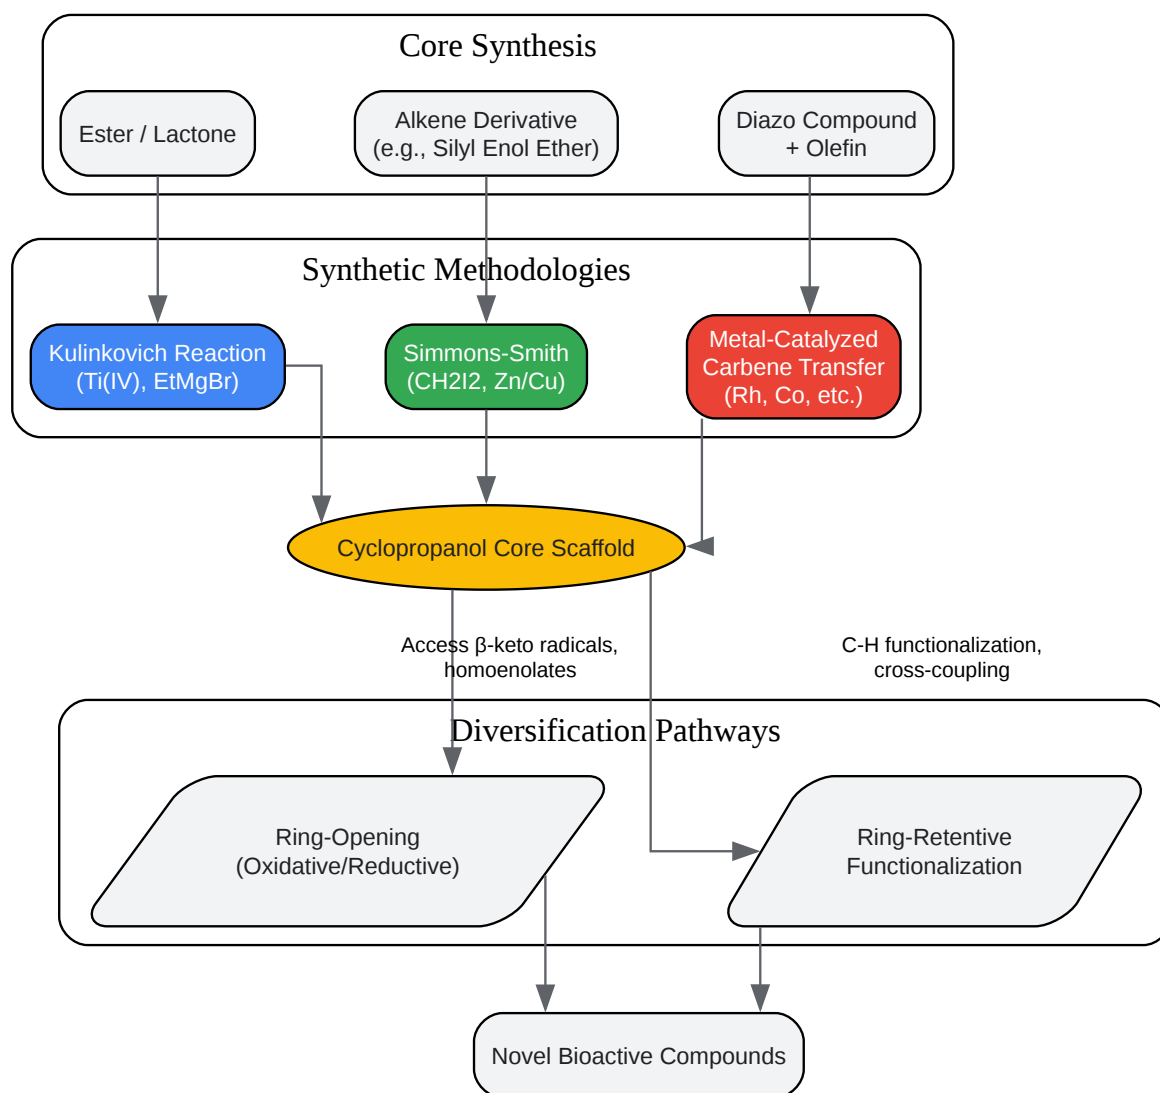 Core Synthesis
Ester / Lactone
Alkene Derivative
(e.g., Silyl Enol Ether)
Diazo Compound
+ Olefin
Synthetic Methodologies
Kulinkovich Reaction
(Ti(IV), EtMgBr)
Simmons-Smith
(CH2I2, Zn/Cu)
Metal-Catalyzed
Carbene Transfer
(Rh, Co, etc.)
Cyclopropanol Core Scaffold
Access β-keto radicals,
homoenolates
C-H functionalization,
cross-coupling
Diversification Pathways
Ring-Opening
(Oxidative/Reductive)
Ring-Retentive
Functionalization
Novel Bioactive Compounds